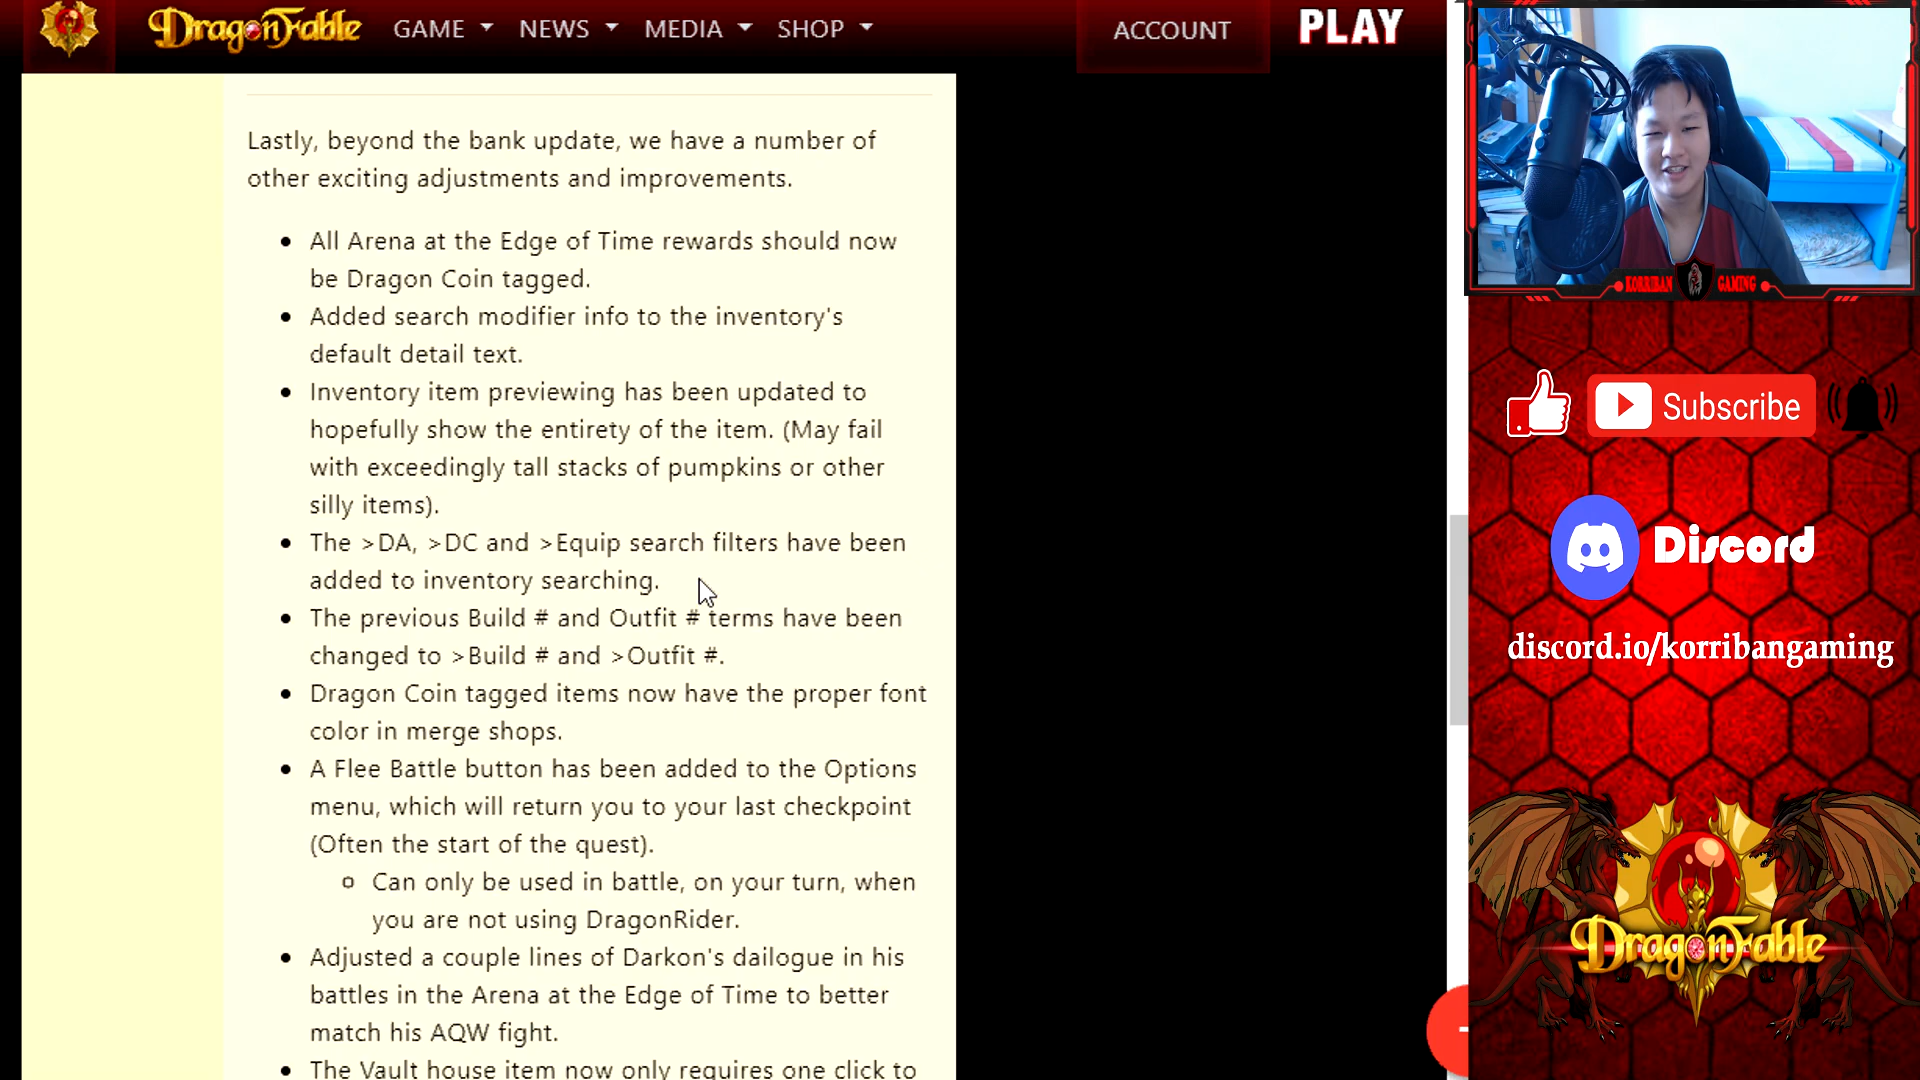 DragonFable GAME NEWS MEDIA SHOP ACCOUNT PLAY
Lastly, beyond the bank update, we have a number of
other exciting adjustments and improvements.
All Arena at the Edge of Time rewards should now
be Dragon Coin tagged.
Added search modifier info to the inventory's
default detail text.
Inventory item previewing has been updated to
hopefully show the entirety of the item. (May fail
with exceedingly tall stacks of pumpkins or other
silly items).
The >DA, >DC and >Equip search filters have been
added to inventory searching.
The previous Build # and Outfit # terms have been
changed to >Build # and >Outfit #.
Dragon Coin tagged items now have the proper font
color in merge shops.
A Flee Battle button has been added to the Options
menu, which will return you to your last checkpoint
(Often the start of the quest).
Can only be used in battle, on your turn, when
you are not using DragonRider.
Adjusted a couple lines of Darkon's dailogue in his
battles in the Arena at the Edge of Time to better
match his AQW fight.
The Vault house item now only requires one click to
KORRIBAN GAMING
Subscribe
Discord
discord.io/korribangaming
DragonFable